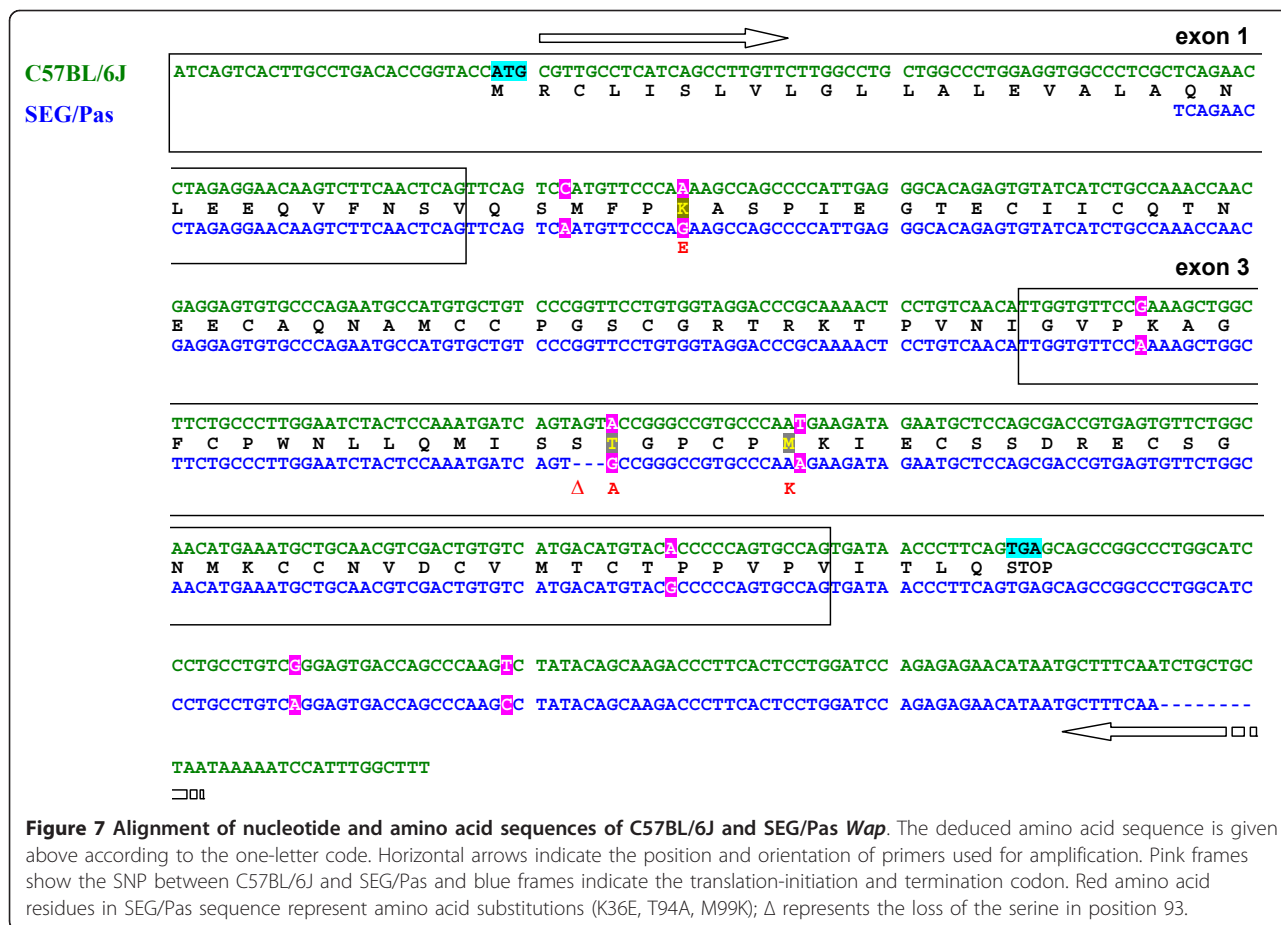 exon 1
C57BL/6J ATCAGTCACTTGCCTGACACCGGTACCATG CGTTGCCTCATCAGCCTTGTTCTTGGCCTG CTGGCCCTGGAGGTGGCCCTCGCTCAGAAC
M R C L I S L V L G L L A L E V A L A Q N
SEG/Pas TCAGAAC
CTAGAGGAACAAGTCTTCAACTCAGTTCAG TCCATGTTCCCAAAAGCCAGCCCCATTGAG GGCACAGAGTGTATCATCTGCCAAACCAAC
L E E Q V F N S V Q S M F P K A S P I E G T E C I I C Q T N
CTAGAGGAACAAGTCTTCAACTCAGTTCAG TCAATGTTCCCAGAAGCCAGCCCCATTGAG GGCACAGAGTGTATCATCTGCCAAACCAAC
E
exon 3
GAGGAGTGTGCCCAGAATGCCATGTGCTGT CCCGGTTCCTGTGGTAGGACCCGCAAAACT CCTGTCAACATTGGTGTTCCGAAAGCTGGC
E E C A Q N A M C C P G S C G R T R K T P V N I G V P K A G
GAGGAGTGTGCCCAGAATGCCATGTGCTGT CCCGGTTCCTGTGGTAGGACCCGCAAAACT CCTGTCAACATTGGTGTTCCAAAAGCTGGC
TTCTGCCCTTGGAATCTACTCCAAATGATC AGTAGTACCGGGCCGTGCCCAATGAAGATA GAATGCTCCAGCGACCGTGAGTGTTCTGGC
F C P W N L L Q M I S S T G P C P M K I E C S S D R E C S G
TTCTGCCCTTGGAATCTACTCCAAATGATC AGT---GCCGGGCCGTGCCCAAAGAAGATA GAATGCTCCAGCGACCGTGAGTGTTCTGGC
Δ A K
AACATGAAATGCTGCAACGTCGACTGTGTC ATGACATGTACACCCCCAGTGCCAGTGATA ACCCTTCAGTGAGCAGCCGGCCCTGGCATC
N M K C C N V D C V M T C T P P V P V I T L Q STOP
AACATGAAATGCTGCAACGTCGACTGTGTC ATGACATGTACGCCCCCAGTGCCAGTGATA ACCCTTCAGTGAGCAGCCGGCCCTGGCATC
CCTGCCTGTCGGGAGTGACCAGCCCAAGTC TATACAGCAAGACCCTTCACTCCTGGATCC AGAGAGAACATAATGCTTTCAATCTGCTGC
CCTGCCTGTCAGGAGTGACCAGCCCAAGCC TATACAGCAAGACCCTTCACTCCTGGATCC AGAGAGAACATAATGCTTTCAA--------
TAATAAAAATCCATTTGGCTTT
Figure 7 Alignment of nucleotide and amino acid sequences of C57BL/6J and SEG/Pas Wap. The deduced amino acid sequence is given
above according to the one-letter code. Horizontal arrows indicate the position and orientation of primers used for amplification. Pink frames
show the SNP between C57BL/6J and SEG/Pas and blue frames indicate the translation-initiation and termination codon. Red amino acid
residues in SEG/Pas sequence represent amino acid substitutions (K36E, T94A, M99K); Δ represents the loss of the serine in position 93.